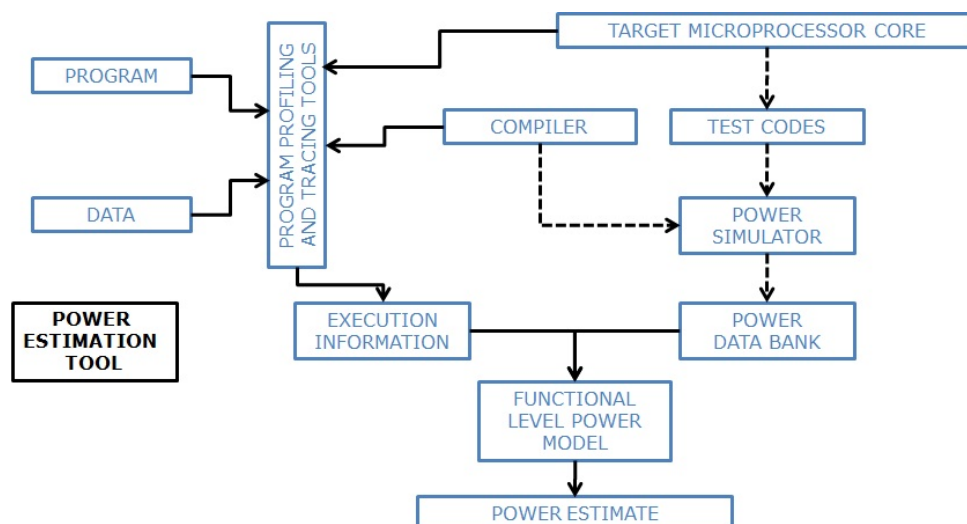 TARGET MICROPROCESSOR CORE
PROGRAM
PROGRAM PROFILING
AND TRACING TOOLS
COMPILER
TEST CODES
DATA
POWER
SIMULATOR
POWER
ESTIMATION
TOOL
EXECUTION
INFORMATION
POWER
DATA BANK
FUNCTIONAL
LEVEL POWER
MODEL
POWER ESTIMATE